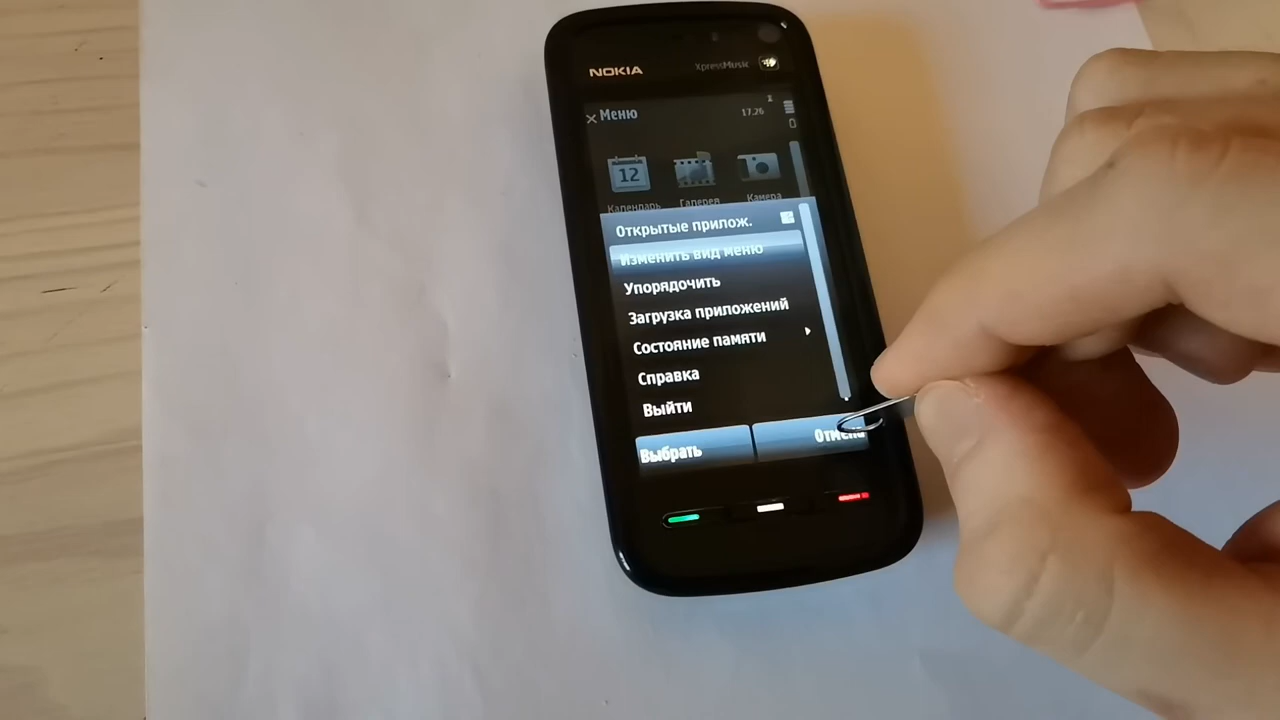 NOKIA XpressMusic
Меню 17.26
12
Календарь Галерея Камера
Открытые прилож.
Изменить вид меню
Упорядочить
Загрузка приложений
Состояние памяти
Справка
Выйти
Выбрать Отмена